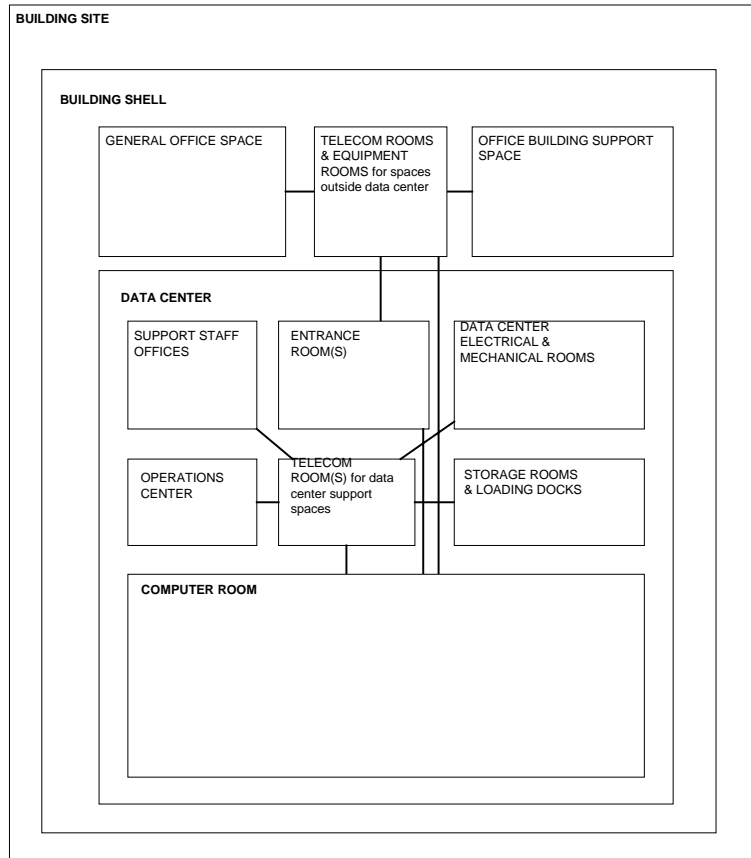 BUILDING SITE
BUILDING SHELL
GENERAL OFFICE SPACE
TELECOM ROOMS
& EQUIPMENT
ROOMS for spaces
outside data center
OFFICE BUILDING SUPPORT
SPACE
DATA CENTER
SUPPORT STAFF
OFFICES
ENTRANCE
ROOM(S)
DATA CENTER
ELECTRICAL &
MECHANICAL ROOMS
OPERATIONS
CENTER
TELECOM
ROOM(S) for data
center support
spaces
STORAGE ROOMS
& LOADING DOCKS
COMPUTER ROOM